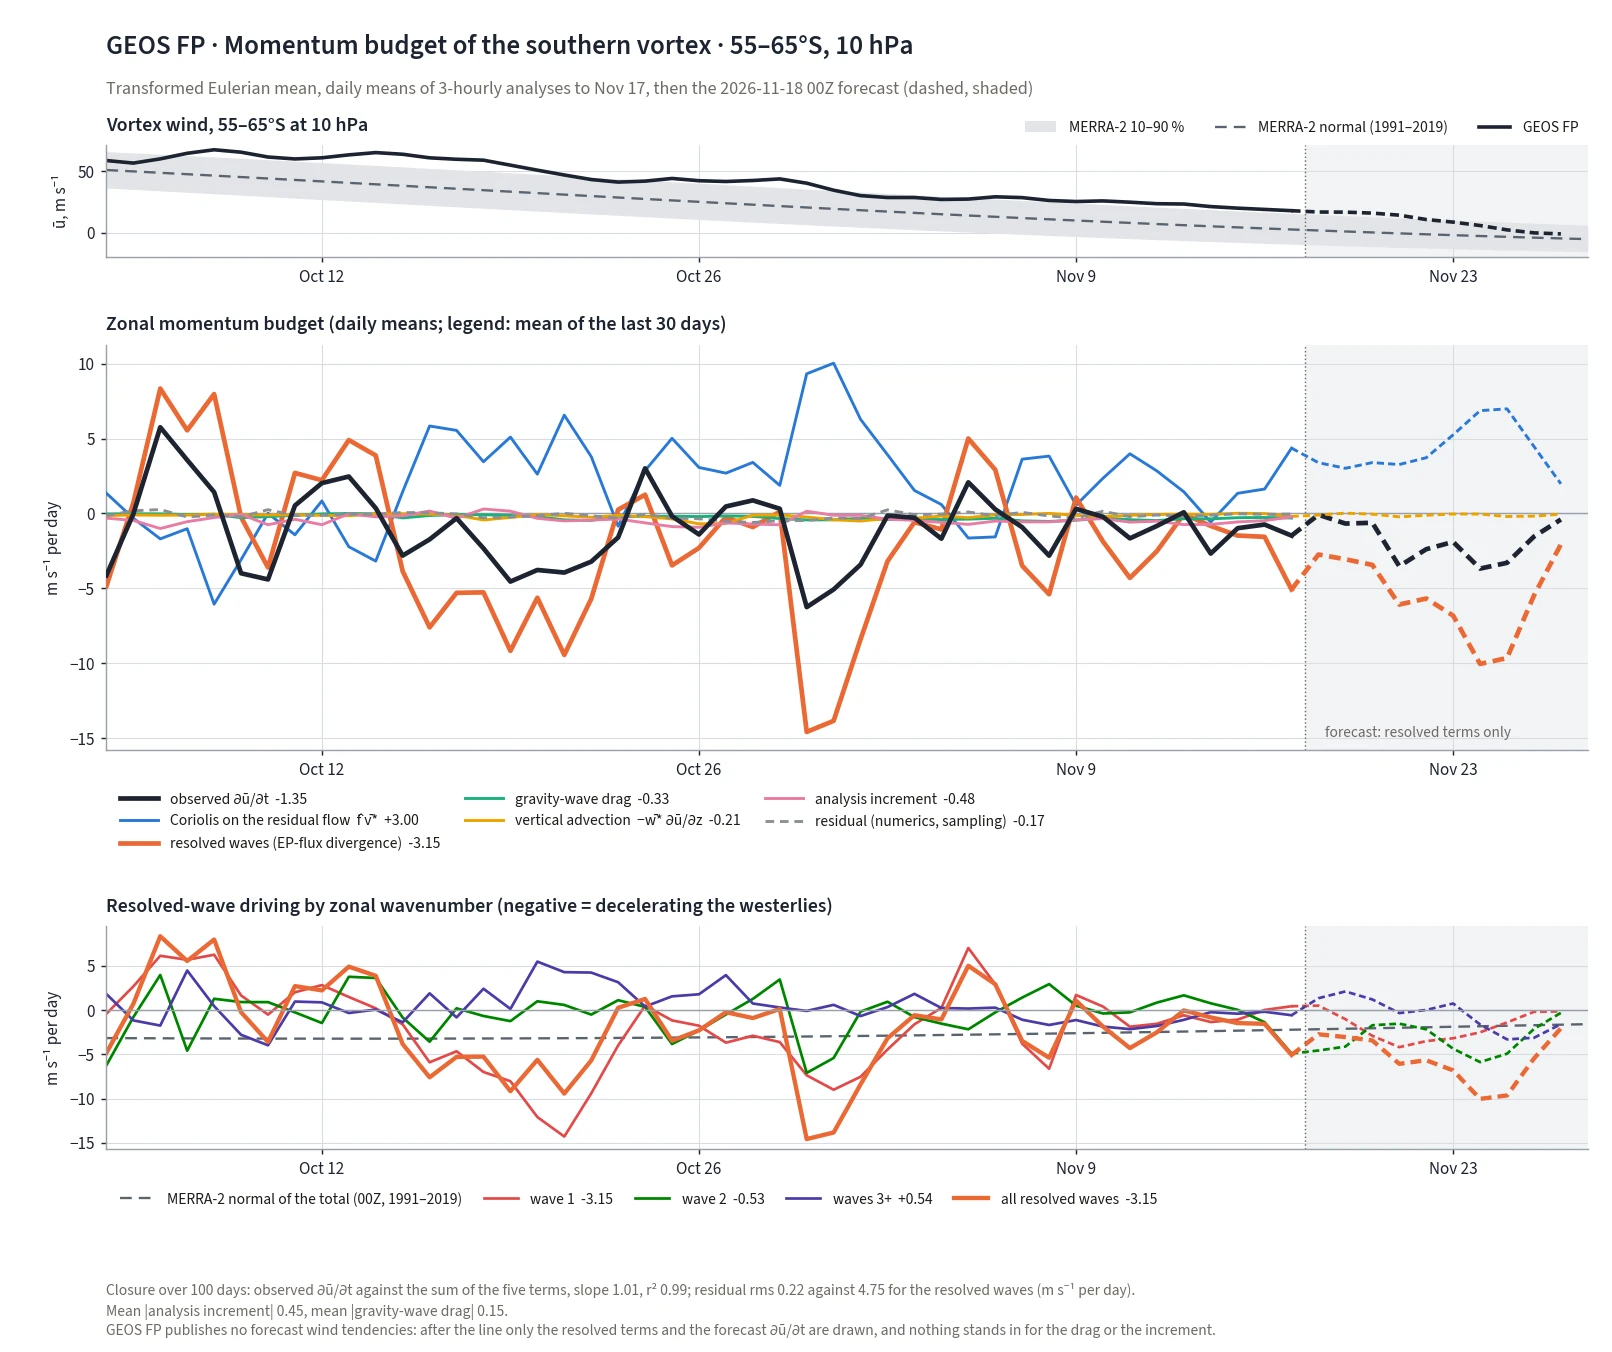 GEOS FP · Momentum budget of the southern vortex · 55–65°S, 10 hPa
Transformed Eulerian mean, daily means of 3-hourly analyses to Nov 17, then the 2026-11-18 00Z forecast (dashed, shaded)
Vortex wind, 55–65°S at 10 hPa
MERRA-2 10–90 %
MERRA-2 normal (1991–2019)
GEOS FP
ū, m s⁻¹
50
0
Oct 12
Oct 26
Nov 9
Nov 23
Zonal momentum budget (daily means; legend: mean of the last 30 days)
m s⁻¹ per day
10
5
0
−5
−10
−15
forecast: resolved terms only
Oct 12
Oct 26
Nov 9
Nov 23
observed ∂ū/∂t -1.35
Coriolis on the residual flow f v̄* +3.00
resolved waves (EP-flux divergence) -3.15
gravity-wave drag -0.33
vertical advection −w̄* ∂ū/∂z -0.21
analysis increment -0.48
residual (numerics, sampling) -0.17
Resolved-wave driving by zonal wavenumber (negative = decelerating the westerlies)
m s⁻¹ per day
5
0
−5
−10
−15
Oct 12
Oct 26
Nov 9
Nov 23
MERRA-2 normal of the total (00Z, 1991–2019)
wave 1 -3.15
wave 2 -0.53
waves 3+ +0.54
all resolved waves -3.15
Closure over 100 days: observed ∂ū/∂t against the sum of the five terms, slope 1.01, r² 0.99; residual rms 0.22 against 4.75 for the resolved waves (m s⁻¹ per day).
Mean |analysis increment| 0.45, mean |gravity-wave drag| 0.15.
GEOS FP publishes no forecast wind tendencies: after the line only the resolved terms and the forecast ∂ū/∂t are drawn, and nothing stands in for the drag or the increment.